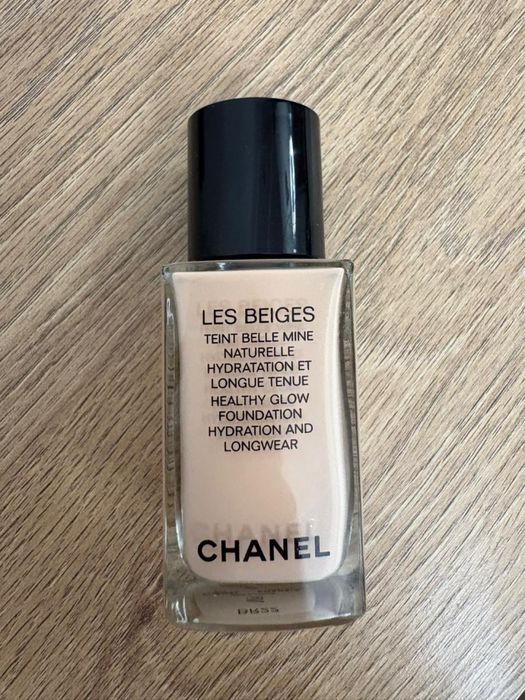 LES BEIGES
TEINT BELLE MINE
NATURELLE
HYDRATATION ET
LONGUE TENUE
HEALTHY GLOW
FOUNDATION
HYDRATION AND
LONGWEAR
CHANEL